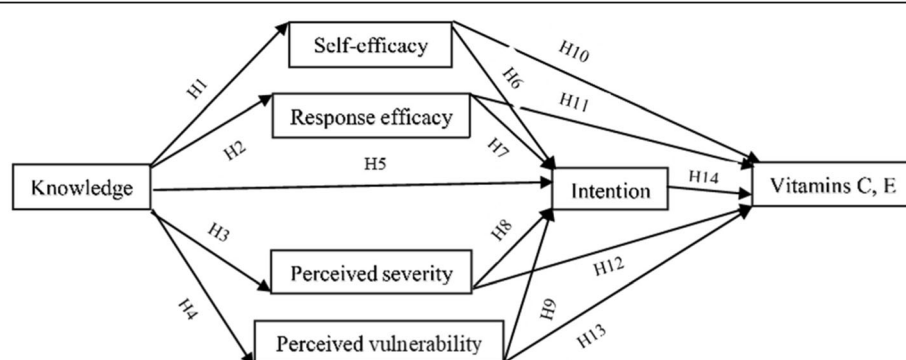 Self-efficacy
H10
H1
H6
H11
Response efficacy
H2
H7
H5
H14
Knowledge
Intention
Vitamins C, E
H3
H8
Perceived severity
H12
H4
H9
H13
Perceived vulnerability